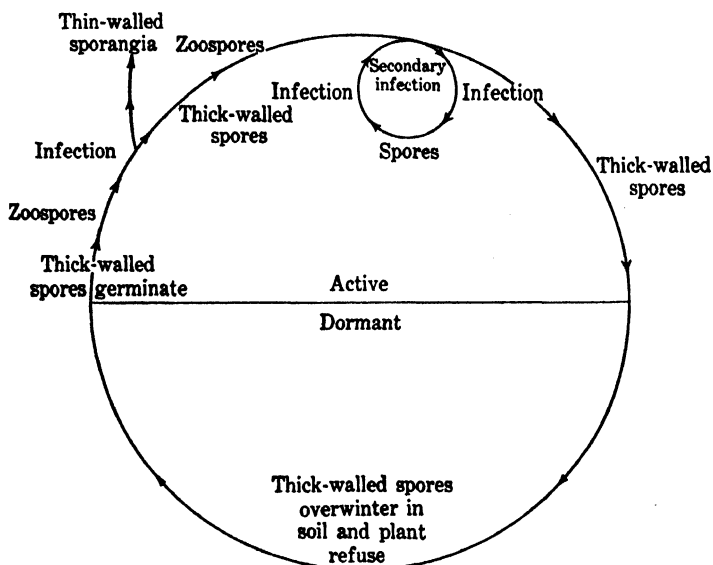 Thin-walled
sporangia
Zoospores
Secondary
infection
Infection
Infection
Thick-walled
spores
Spores
Infection
Thick-walled
spores
Zoospores
Thick-walled
spores germinate
Active
Dormant
Thick-walled spores
overwinter in
soil and plant
refuse